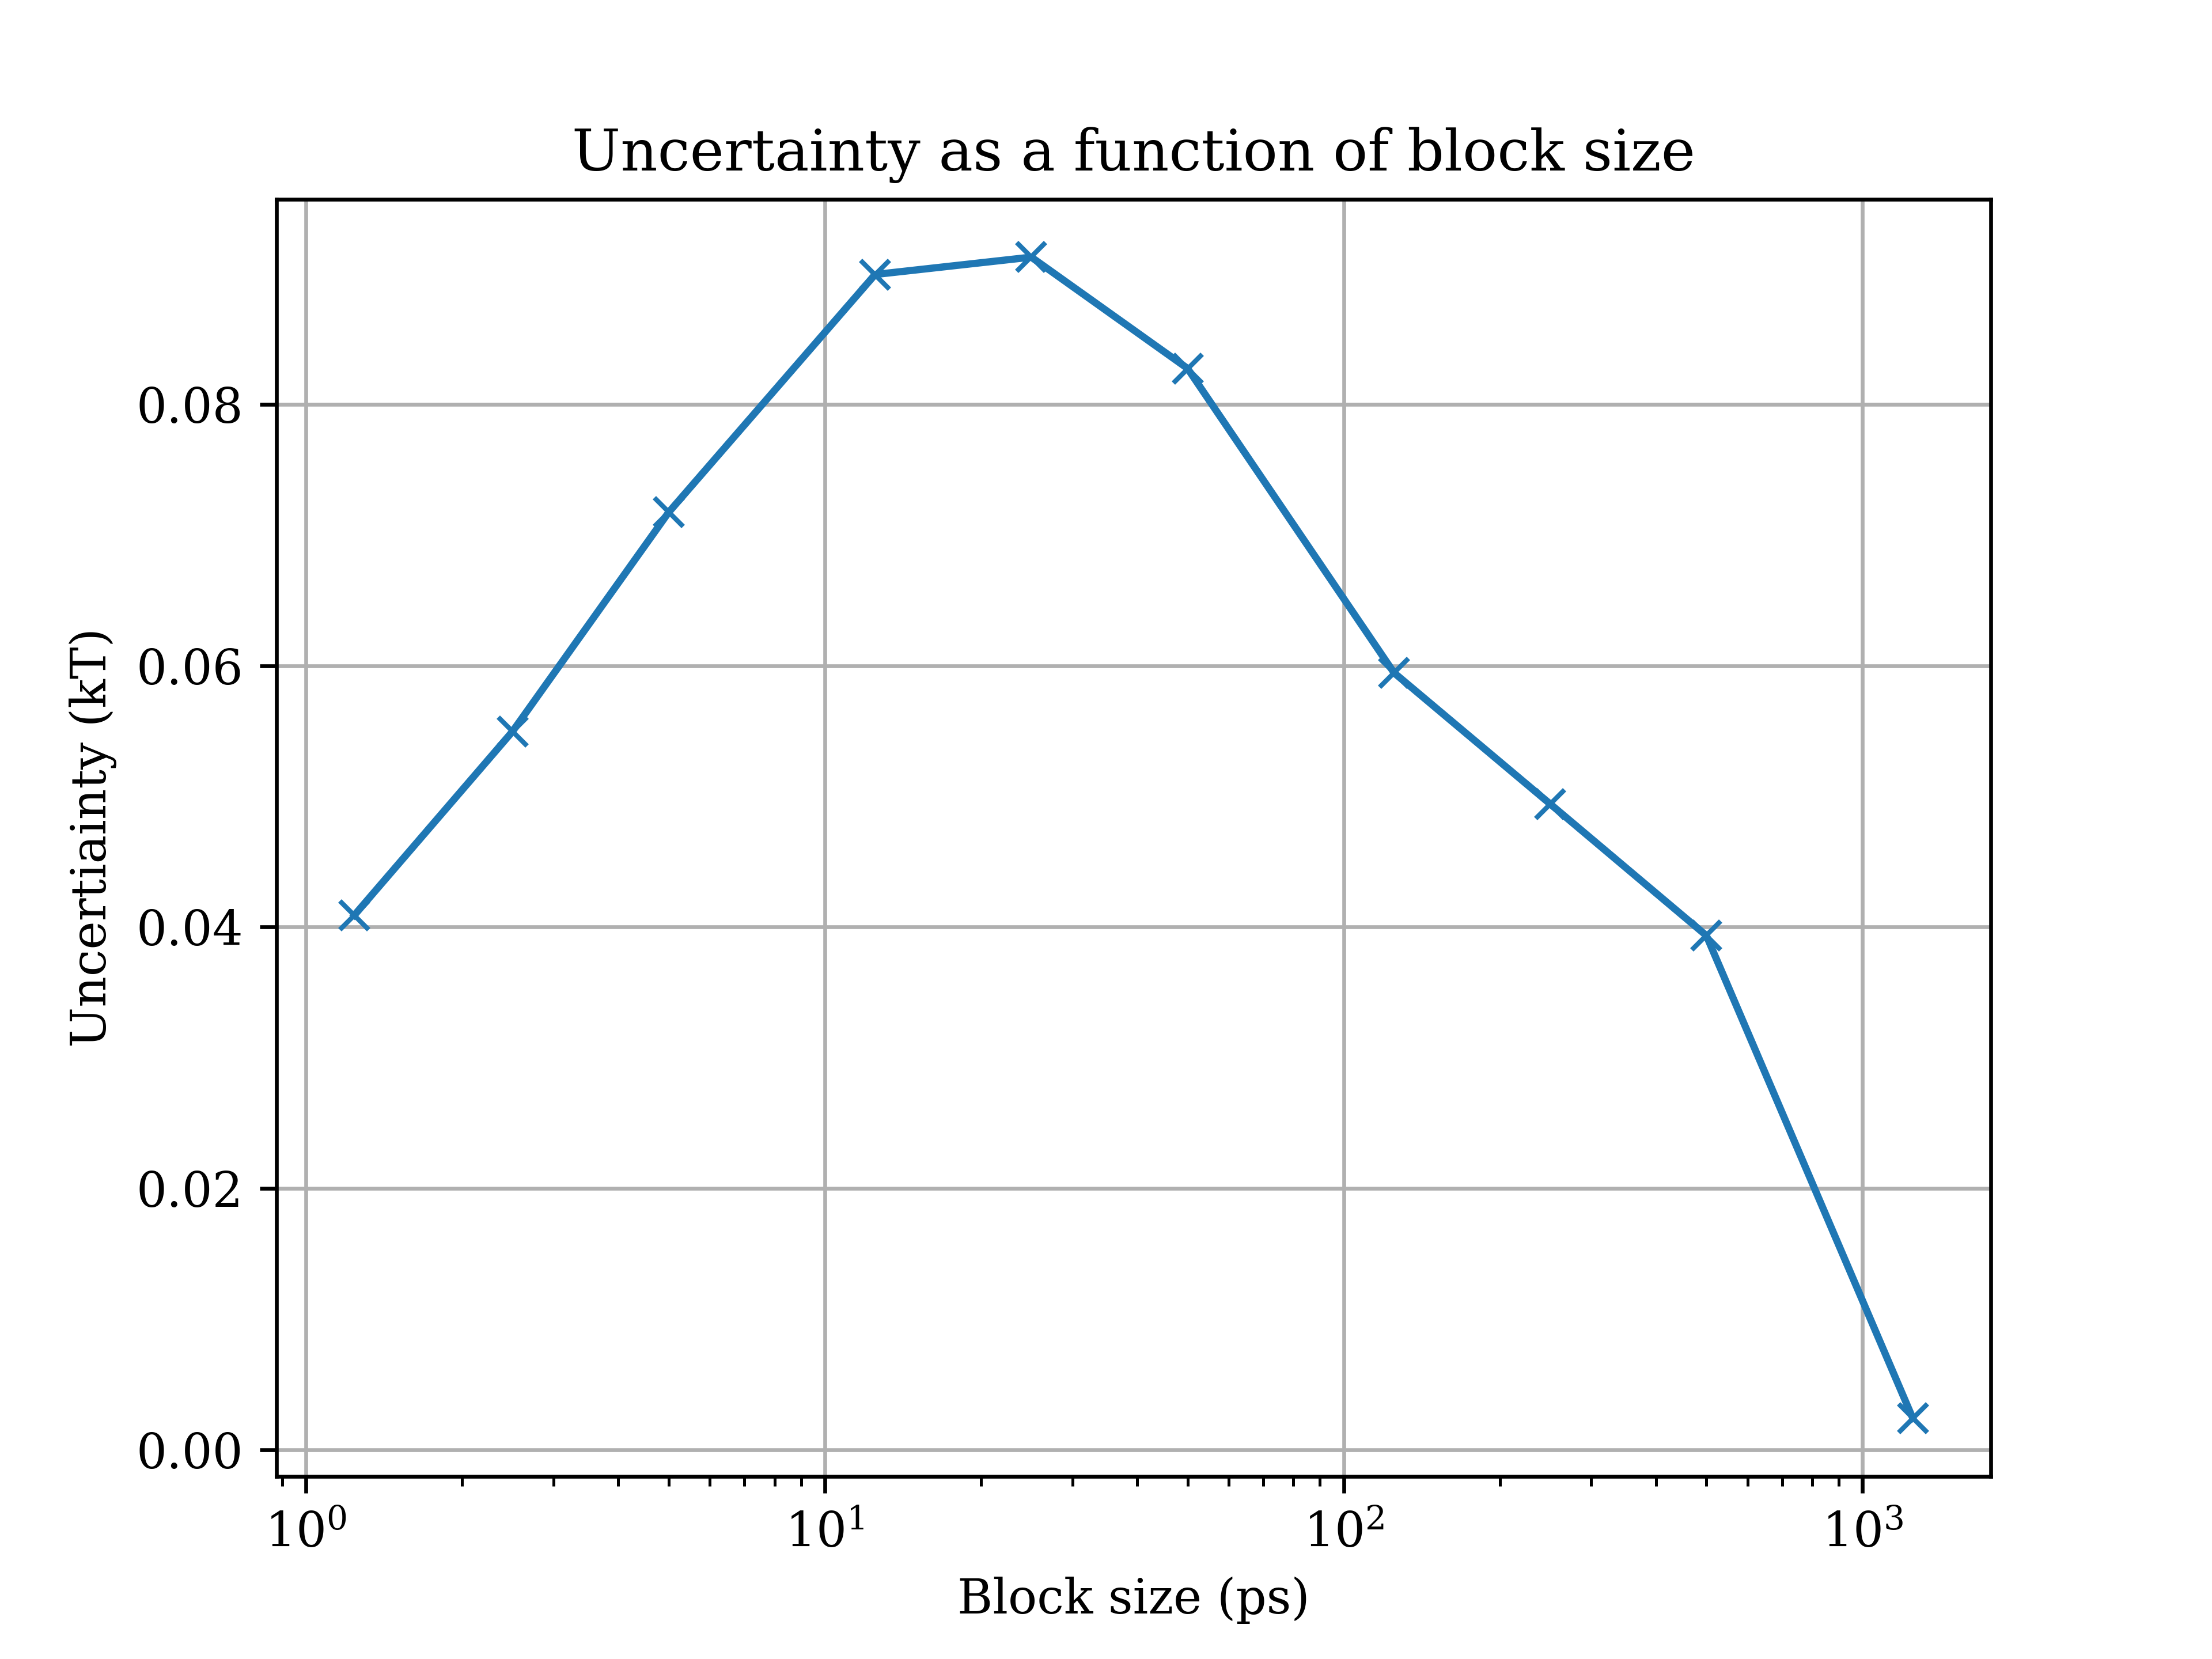 Uncertainty as a function of block size
Uncertiainty (kT)
0.08
0.06
0.04
0.02
0.00
10⁰ 10¹ 10² 10³
Block size (ps)